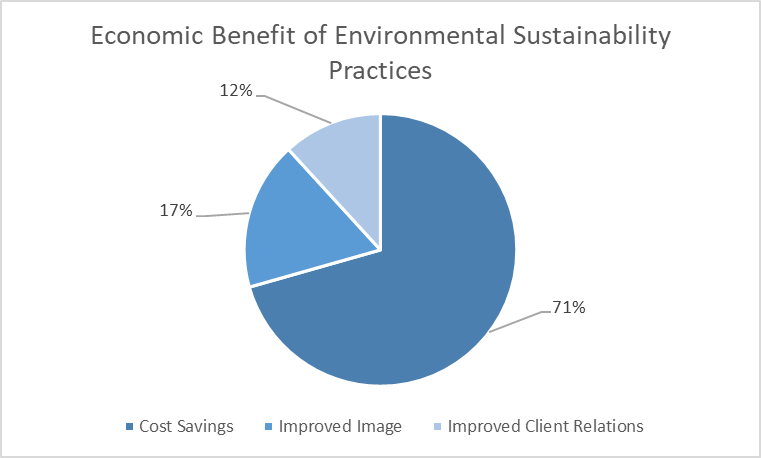 Economic Benefit of Environmental Sustainability
Practices
12%
17%
71%
Cost Savings
Improved Image
Improved Client Relations